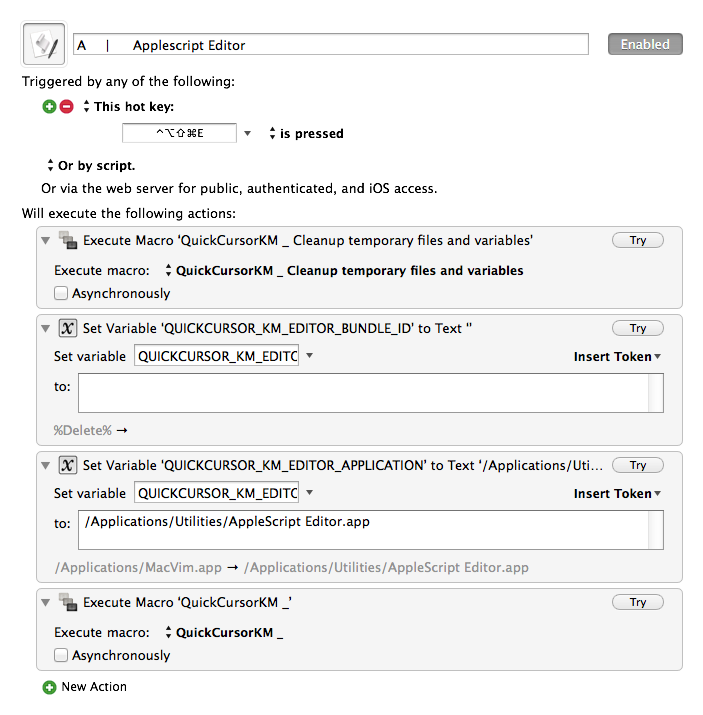 A | Applescript Editor
Enabled
Triggered by any of the following:
This hot key:
^⌥⇧⌘E is pressed
Or by script.
Or via the web server for public, authenticated, and iOS access.
Will execute the following actions:
Execute Macro 'QuickCursorKM _ Cleanup temporary files and variables' Try
Execute macro: QuickCursorKM _ Cleanup temporary files and variables
Asynchronously
X Set Variable 'QUICKCURSOR_KM_EDITOR_BUNDLE_ID' to Text '' Try
Set variable QUICKCURSOR_KM_EDITC Insert Token
to:
%Delete% →
X Set Variable 'QUICKCURSOR_KM_EDITOR_APPLICATION' to Text '/Applications/Uti... Try
Set variable QUICKCURSOR_KM_EDITC Insert Token
to: /Applications/Utilities/AppleScript Editor.app
/Applications/MacVim.app → /Applications/Utilities/AppleScript Editor.app
Execute Macro 'QuickCursorKM _' Try
Execute macro: QuickCursorKM _
Asynchronously
New Action